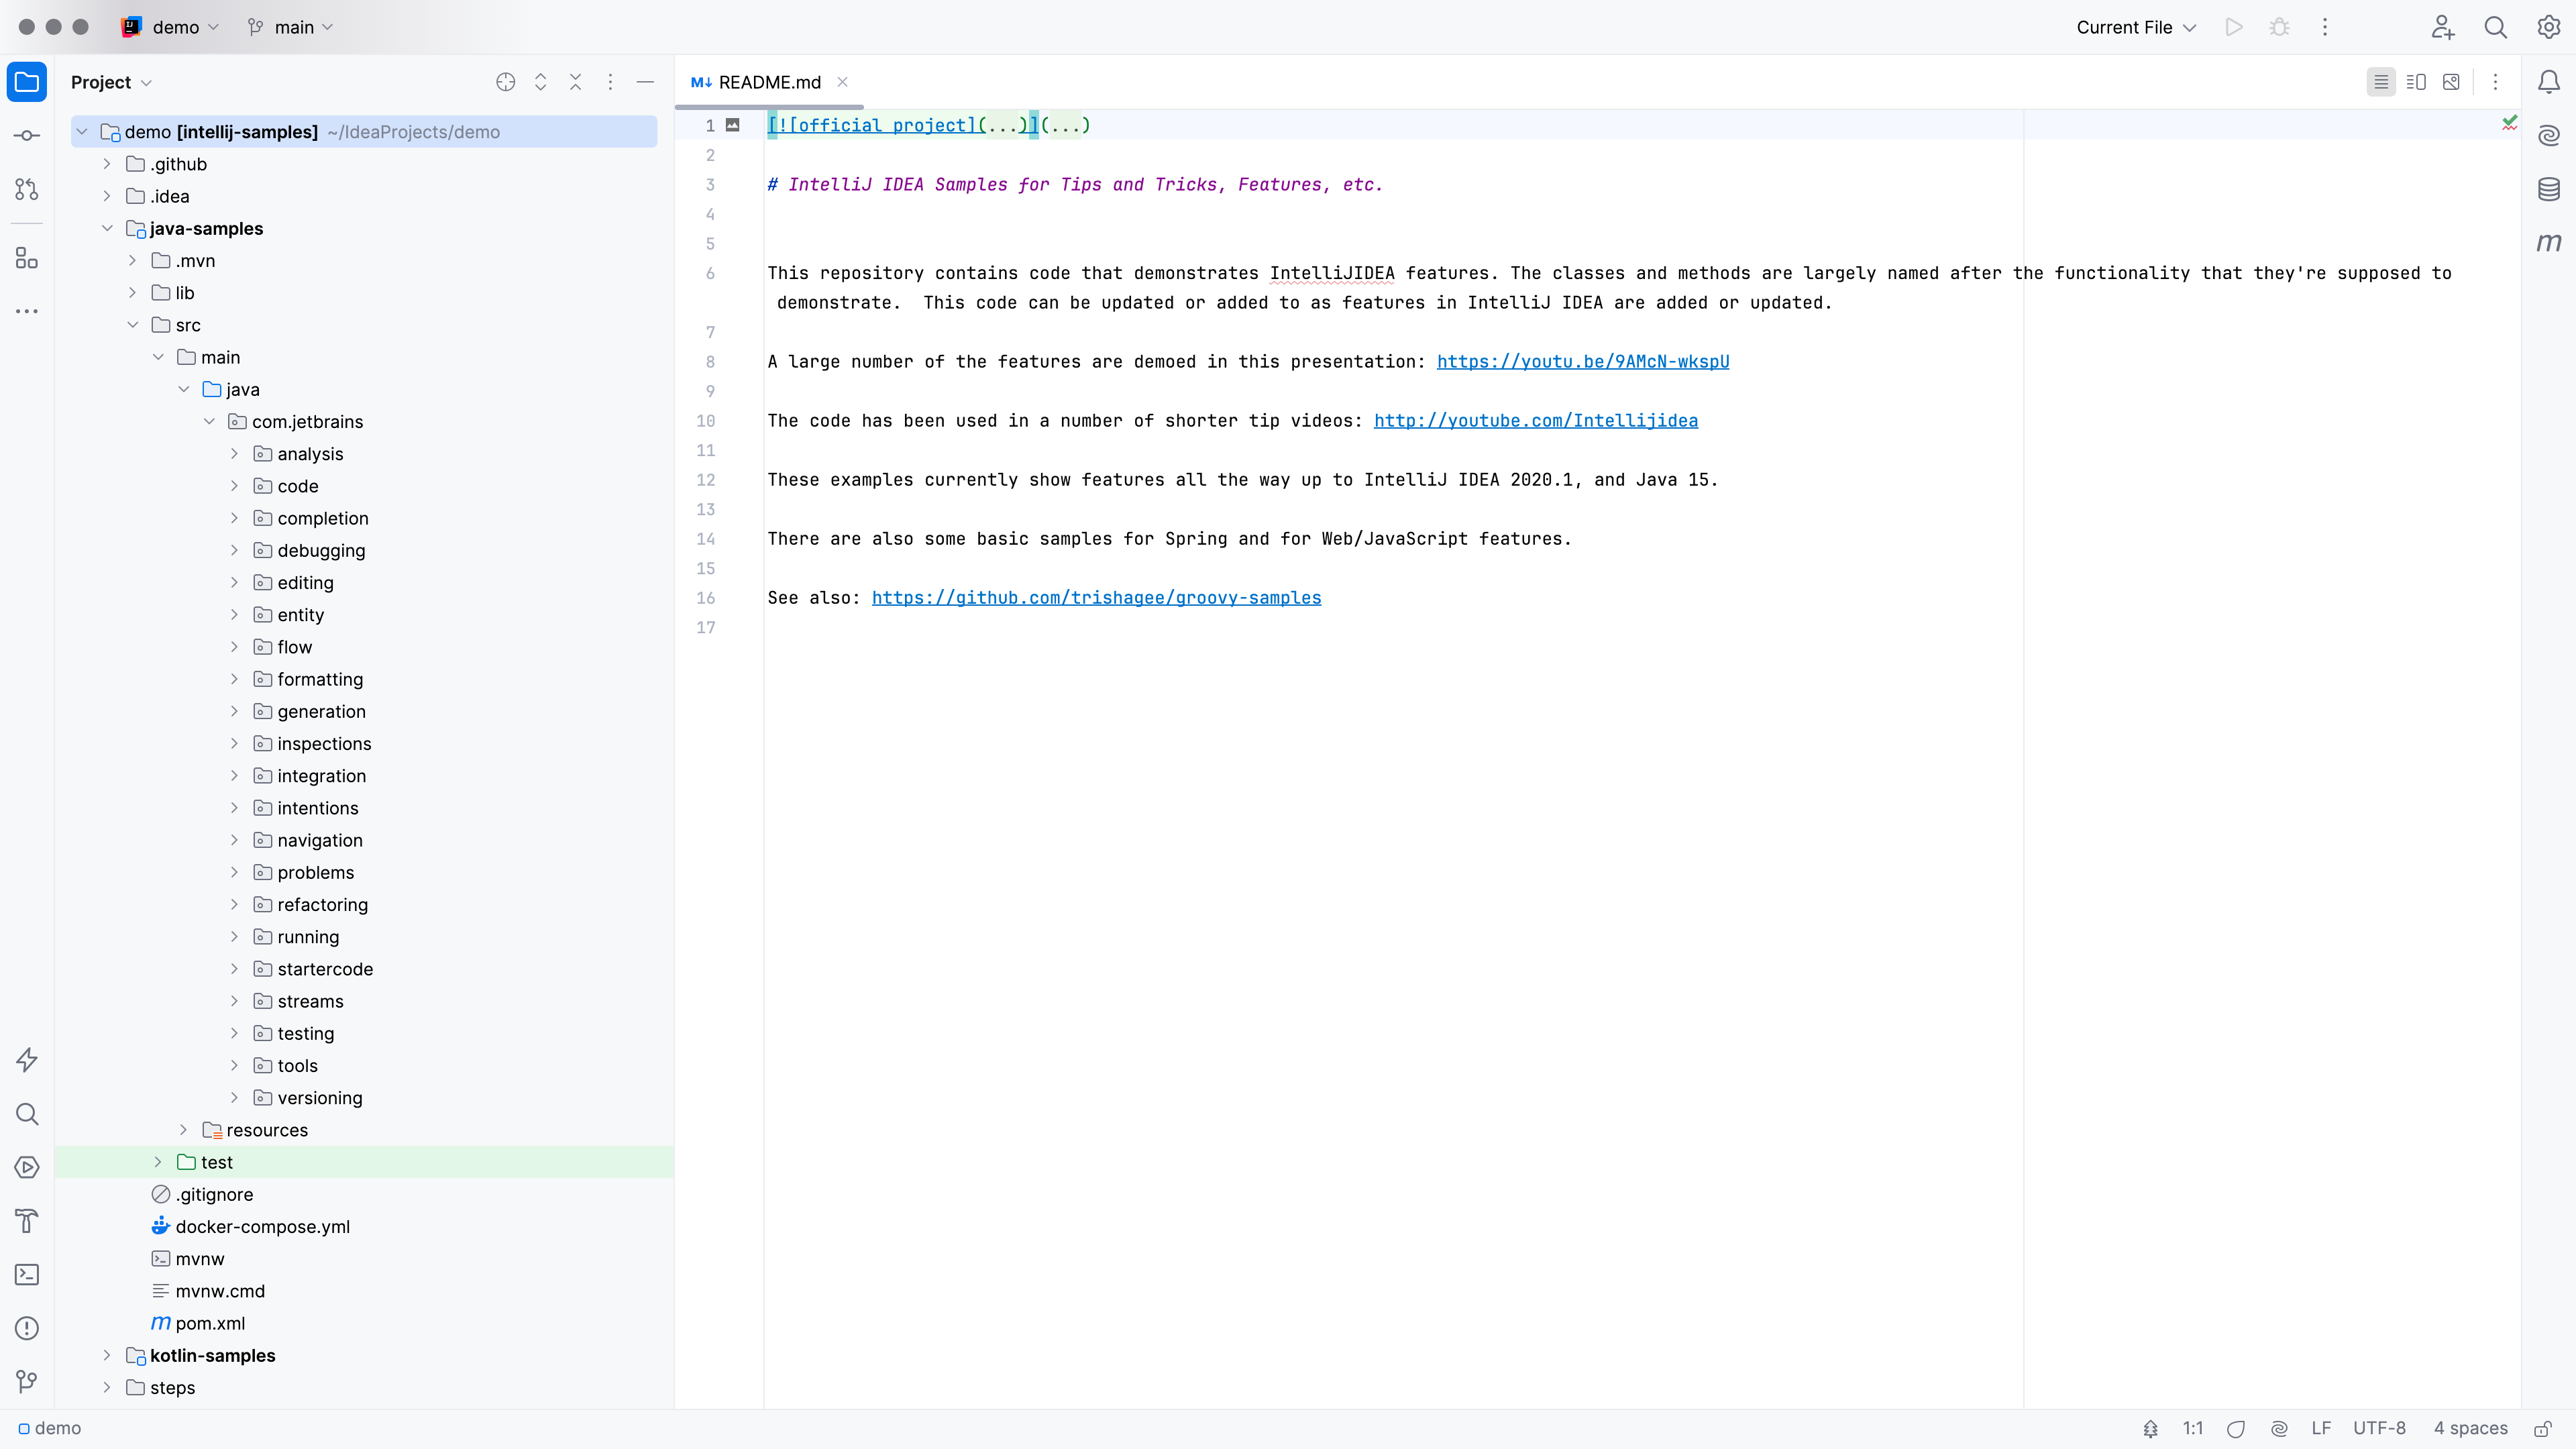 demo main Current File
Project
README.md
demo [intellij-samples] ~/IdeaProjects/demo
.github
.idea
java-samples
.mvn
lib
src
main
java
com.jetbrains
analysis
code
completion
debugging
editing
entity
flow
formatting
generation
inspections
integration
intentions
navigation
problems
refactoring
running
startercode
streams
testing
tools
versioning
resources
test
.gitignore
docker-compose.yml
mvnw
mvnw.cmd
m pom.xml
kotlin-samples
steps
1 [![official project](...)](...)
2
3 # IntelliJ IDEA Samples for Tips and Tricks, Features, etc.
4
5
6 This repository contains code that demonstrates IntelliJIDEA features. The classes and methods are largely named after the functionality that they're supposed to
demonstrate.  This code can be updated or added to as features in IntelliJ IDEA are added or updated.
7
8 A large number of the features are demoed in this presentation: https://youtu.be/9AMcN-wkspU
9
10 The code has been used in a number of shorter tip videos: http://youtube.com/Intellijidea
11
12 These examples currently show features all the way up to IntelliJ IDEA 2020.1, and Java 15.
13
14 There are also some basic samples for Spring and for Web/JavaScript features.
15
16 See also: https://github.com/trishagee/groovy-samples
17
m
demo 1:1 LF UTF-8 4 spaces